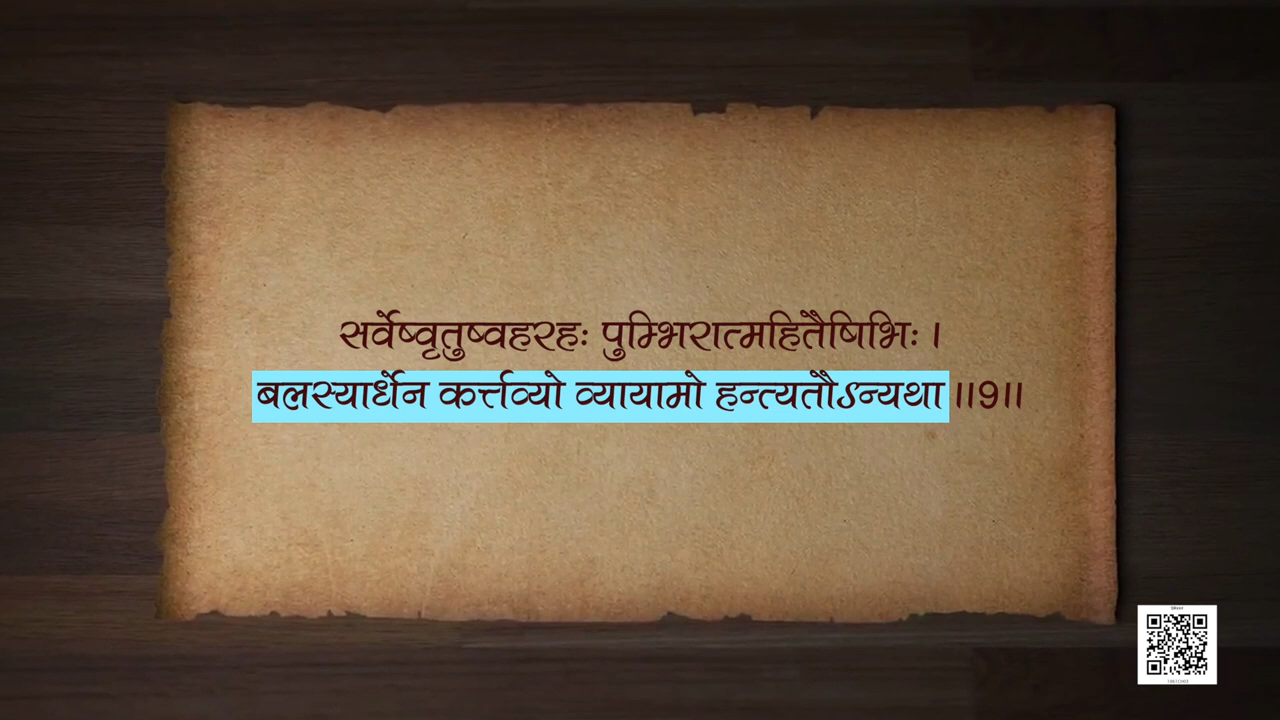 सर्वेष्वृतुष्वहरहः पुम्भिरात्महितैषिभिः ।
बलस्यार्धेन कर्त्तव्यो व्यायामो हन्त्यतौऽन्यथा ॥१॥